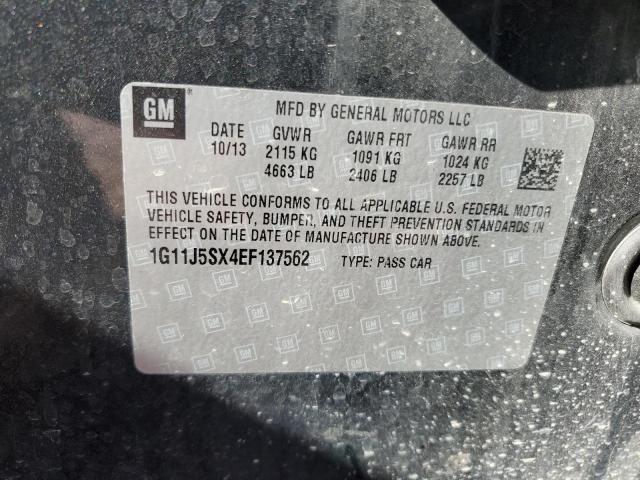 GM
MFD BY GENERAL MOTORS LLC
DATE GVWR GAWR FRT GAWR RR
10/13 2115 KG 1091 KG 1024 KG
4663 LB 2406 LB 2257 LB
THIS VEHICLE CONFORMS TO ALL APPLICABLE U.S. FEDERAL MOTOR
VEHICLE SAFETY, BUMPER, AND THEFT PREVENTION STANDARDS IN
EFFECT ON THE DATE OF MANUFACTURE SHOWN ABOVE.
1G11J5SX4EF137562 TYPE: PASS CAR